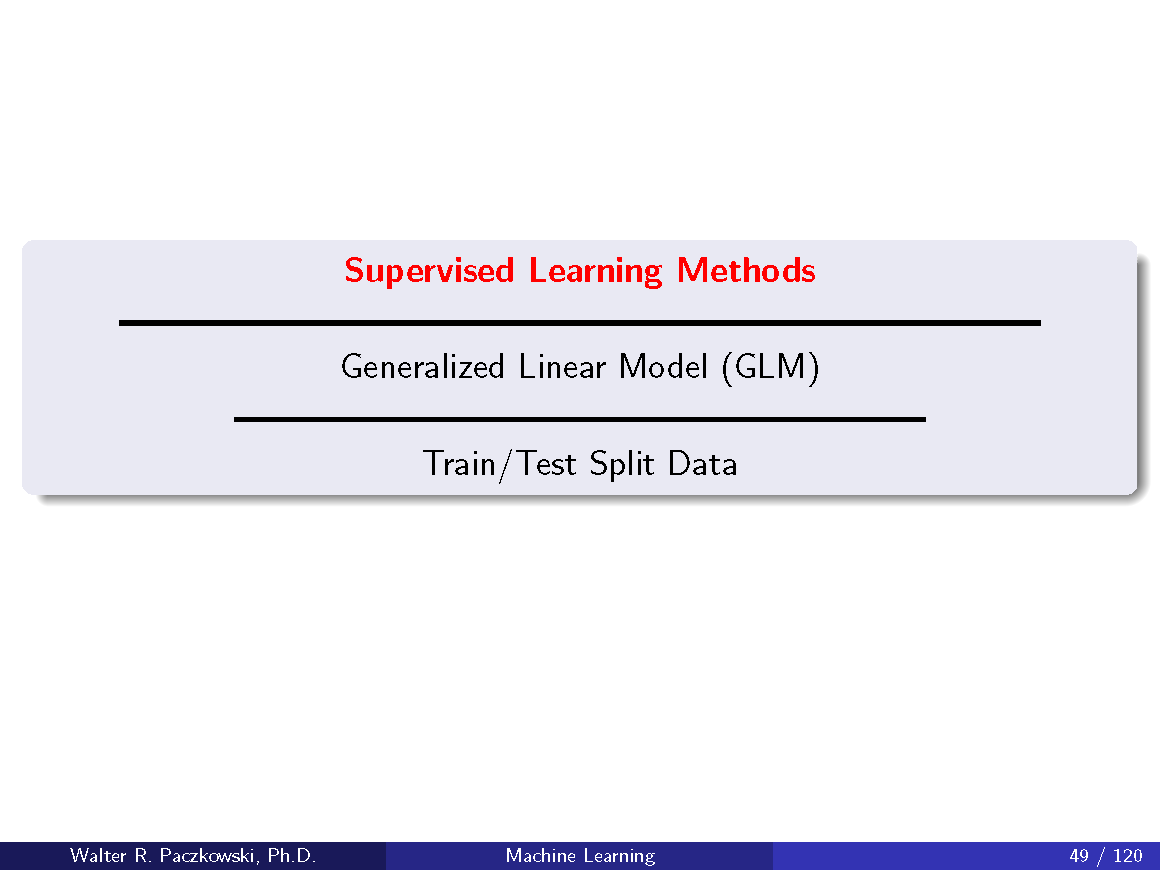 Supervised Learning Methods
Generalized Linear Model (GLM)
Train/Test Split Data
Walter R. Paczkowski, Ph.D.
Machine Learning
49 / 120